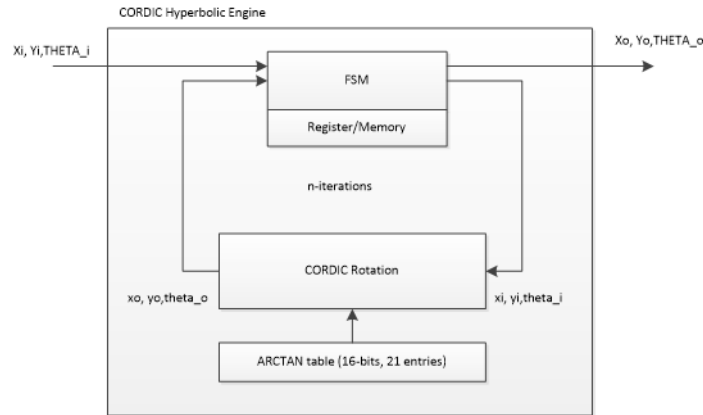 CORDIC Hyperbolic Engine
Xi, Yi,THETA_i
Xo, Yo,THETA_o
FSM
Register/Memory
n-iterations
CORDIC Rotation
xo, yo,theta_o
xi, yi,theta_i
ARCTAN table (16-bits, 21 entries)